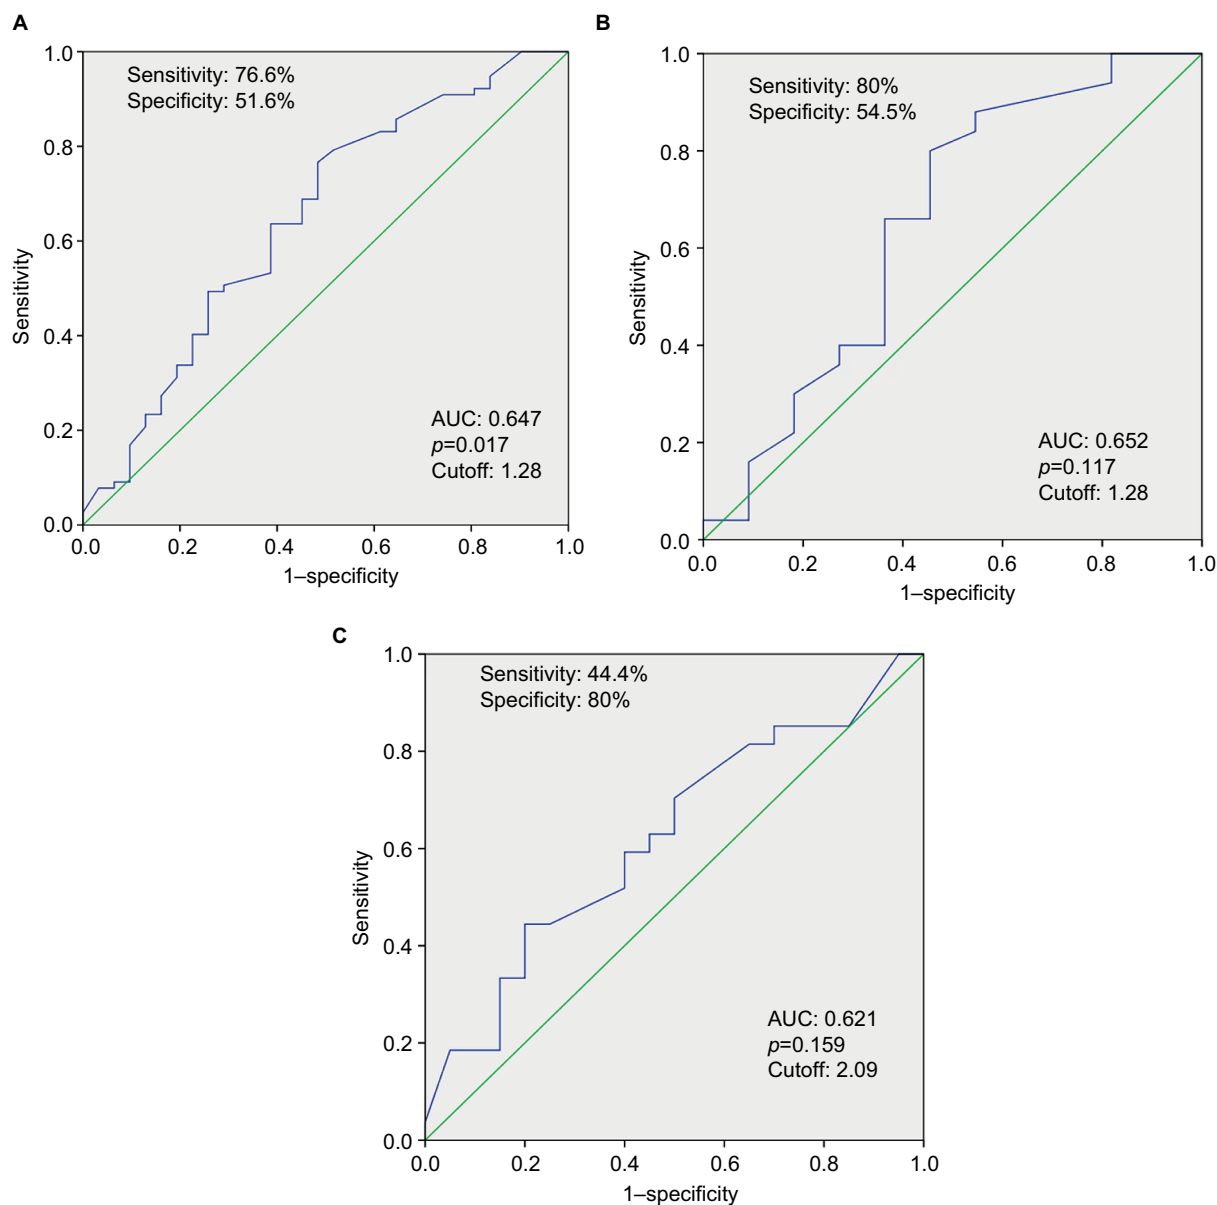 A
Sensitivity: 76.6%
Specificity: 51.6%
1.0
0.8
0.6
0.4
0.2
0.0
Sensitivity
AUC: 0.647
p=0.017
Cutoff: 1.28
0.0 0.2 0.4 0.6 0.8 1.0
1–specificity
B
Sensitivity: 80%
Specificity: 54.5%
1.0
0.8
0.6
0.4
0.2
0.0
Sensitivity
AUC: 0.652
p=0.117
Cutoff: 1.28
0.0 0.2 0.4 0.6 0.8 1.0
1–specificity
C
Sensitivity: 44.4%
Specificity: 80%
1.0
0.8
0.6
0.4
0.2
0.0
Sensitivity
AUC: 0.621
p=0.159
Cutoff: 2.09
0.0 0.2 0.4 0.6 0.8 1.0
1–specificity